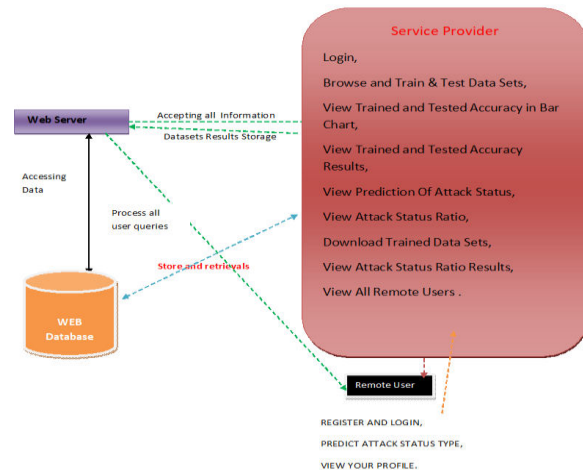 Service Provider
Login,
Browse and Train & Test Data Sets,
View Trained and Tested Accuracy in Bar
Chart,
View Trained and Tested Accuracy
Results,
View Prediction Of Attack Status,
View Attack Status Ratio,
Download Trained Data Sets,
View Attack Status Ratio Results,
View All Remote Users .
Web Server
Accepting all Information
Datasets Results Storage
Accessing
Data
Process all
user queries
Store and retrievals
WEB
Database
Remote User
REGISTER AND LOGIN,
PREDICT ATTACK STATUS TYPE,
VIEW YOUR PROFILE.